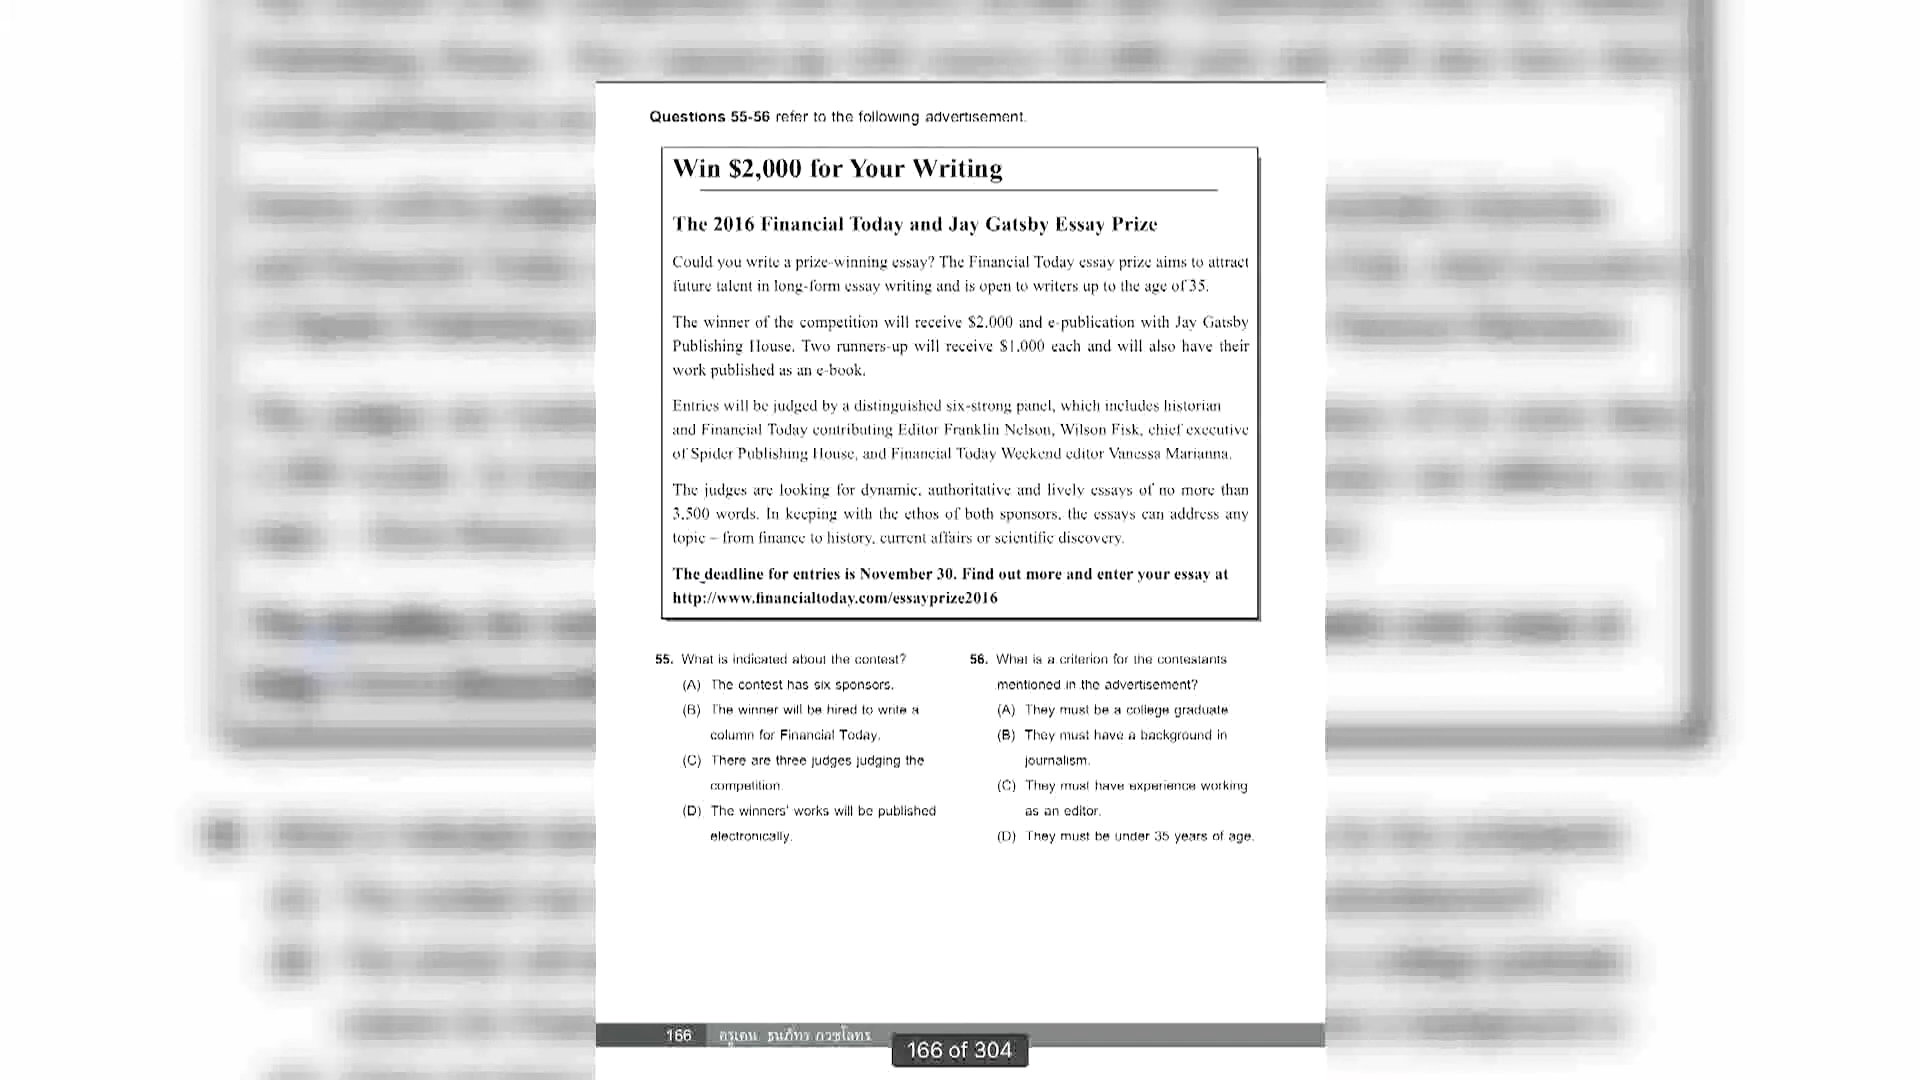 Questions 55-56 refer to the following advertisement.
Win $2,000 for Your Writing
The 2016 Financial Today and Jay Gatsby Essay Prize
Could you write a prize-winning essay? The Financial Today essay prize aims to attract
future talent in long-form essay writing and is open to writers up to the age of 35.
The winner of the competition will receive $2,000 and e-publication with Jay Gatsby
Publishing House. Two runners-up will receive $1,000 each and will also have their
work published as an e-book.
Entries will be judged by a distinguished six-strong panel, which includes historian
and Financial Today contributing Editor Franklin Nelson, Wilson Fisk, chief executive
of Spider Publishing House, and Financial Today Weekend editor Vanessa Marianna.
The judges are looking for dynamic, authoritative and lively essays of no more than
3,500 words. In keeping with the ethos of both sponsors, the essays can address any
topic – from finance to history, current affairs or scientific discovery.
The deadline for entries is November 30. Find out more and enter your essay at
http://www.financialtoday.com/essayprize2016
55. What is indicated about the contest?
(A) The contest has six sponsors.
(B) The winner will be hired to write a
column for Financial Today.
(C) There are three judges judging the
competition.
(D) The winners' works will be published
electronically.
56. What is a criterion for the contestants
mentioned in the advertisement?
(A) They must be a college graduate
(B) They must have a background in
journalism.
(C) They must have experience working
as an editor.
(D) They must be under 35 years of age.
166
166 of 304